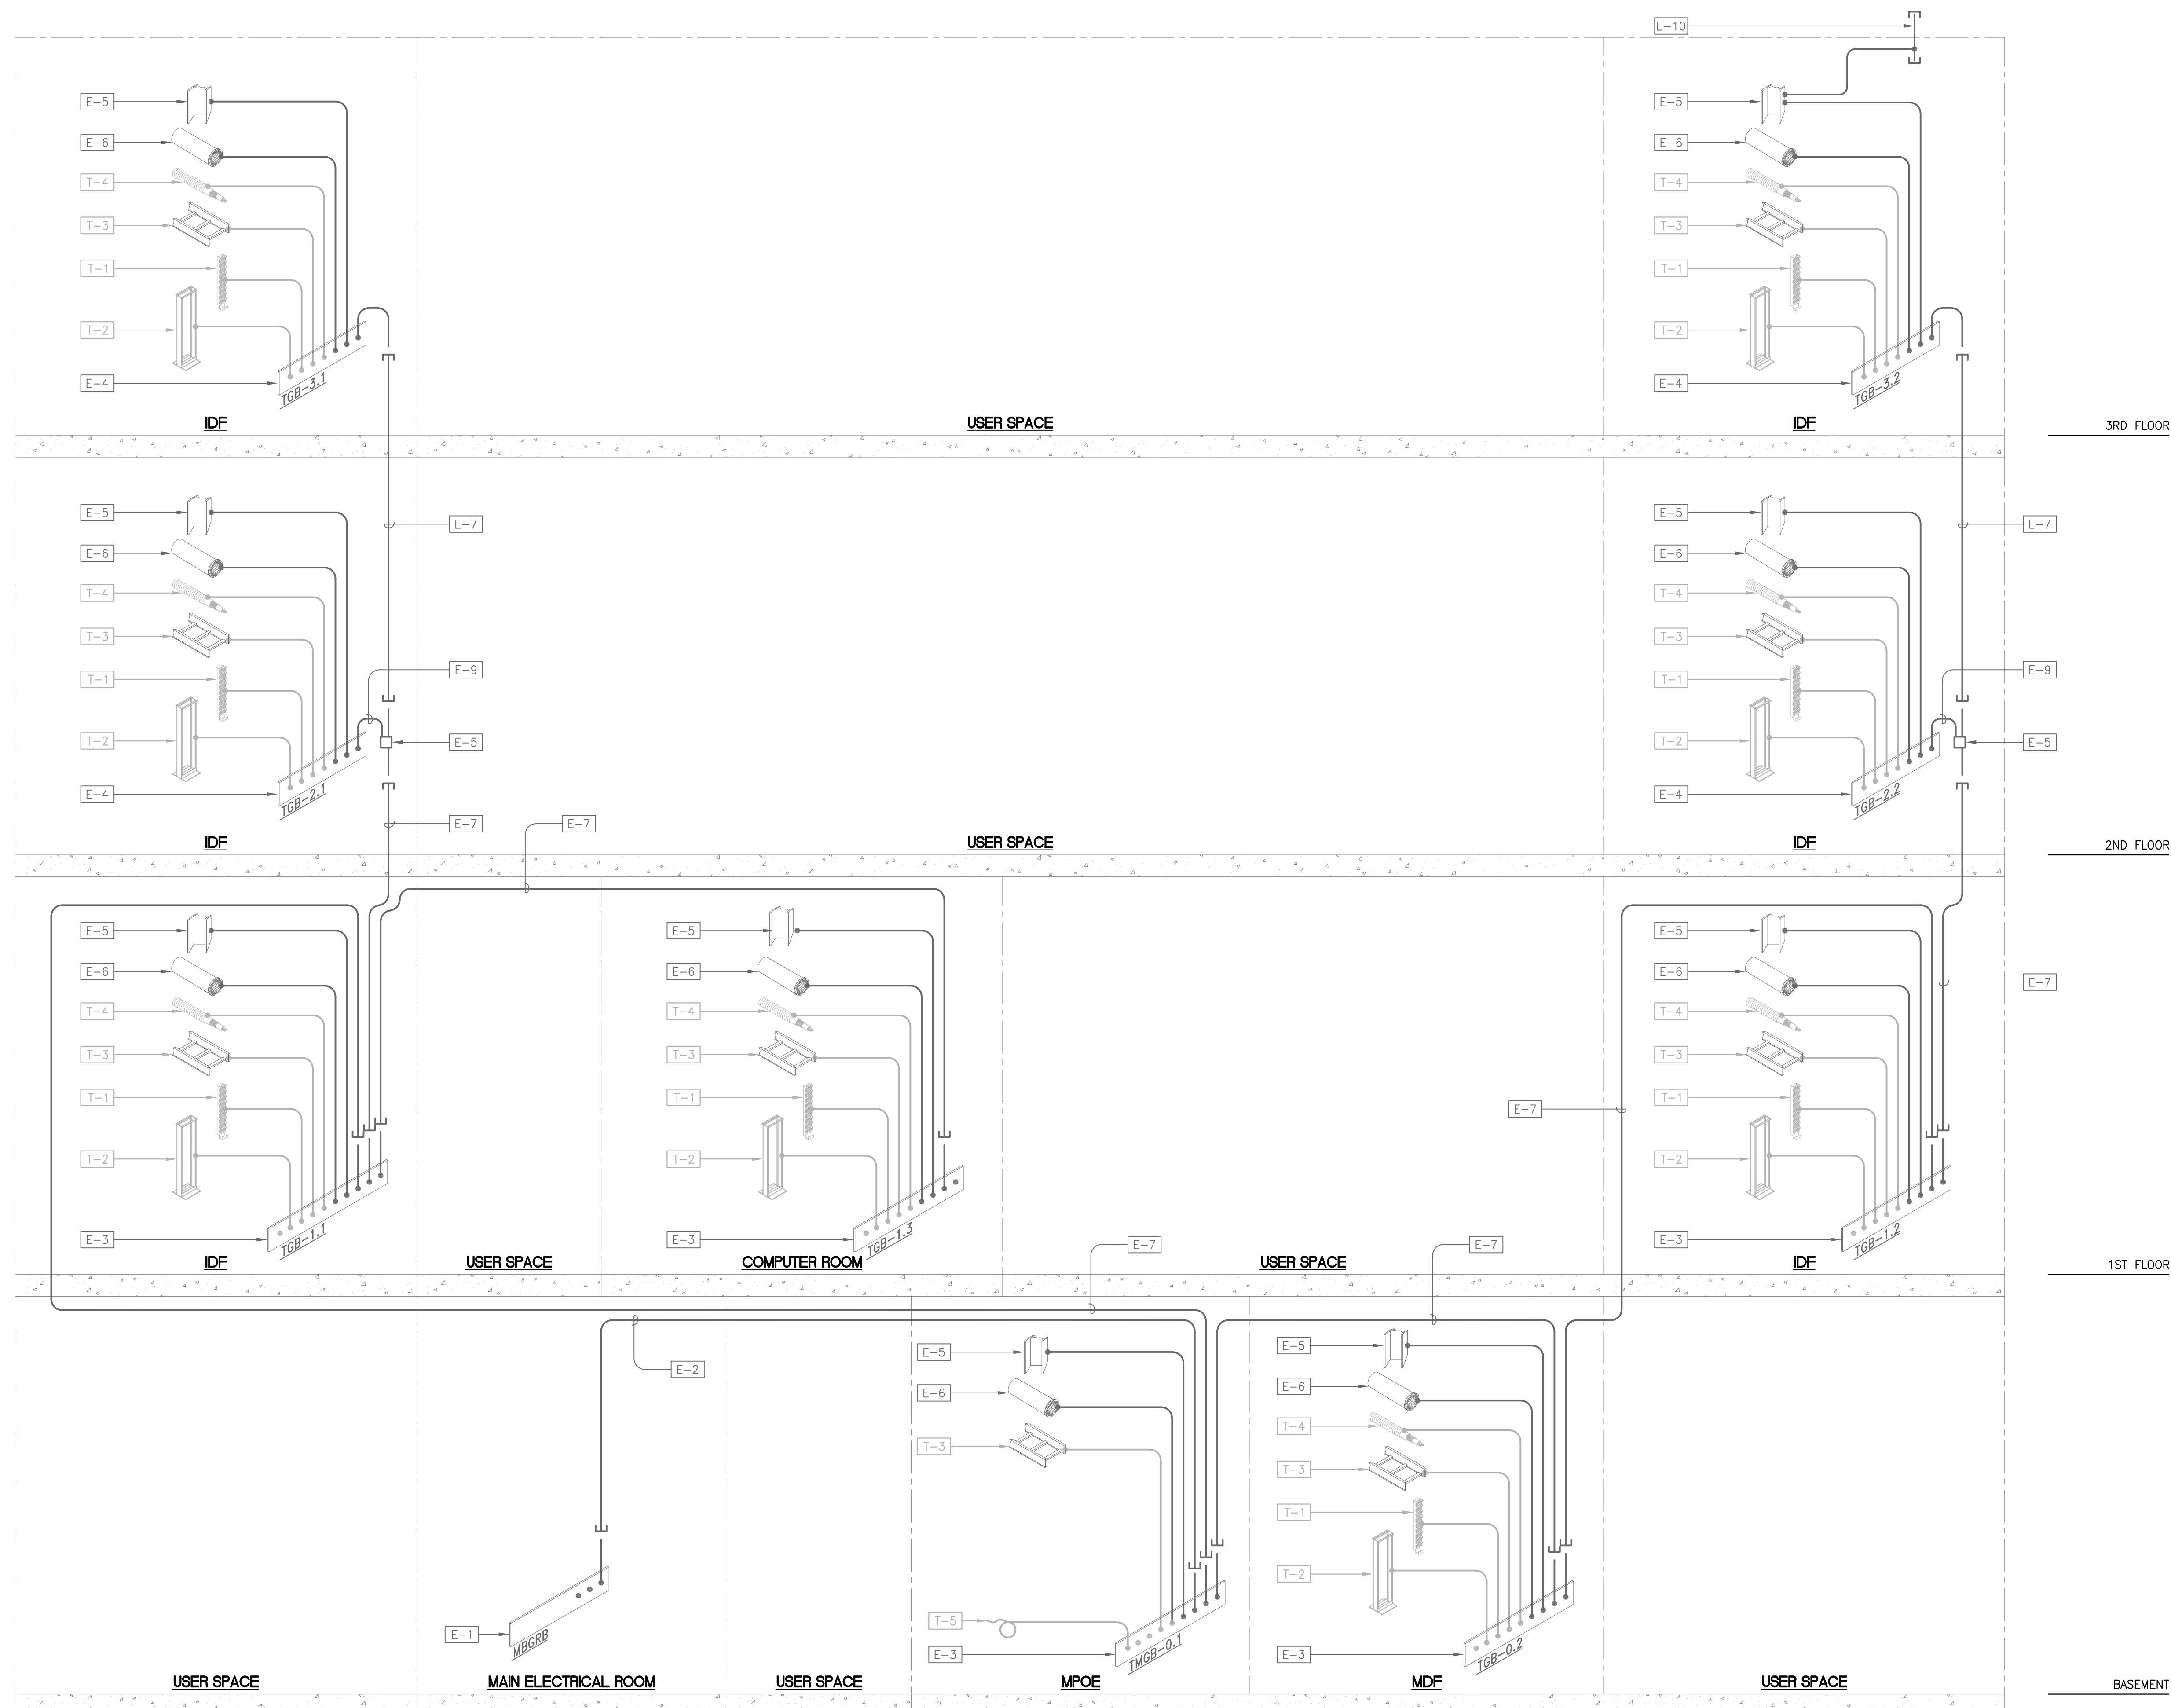 E-10
E-5
E-6
T-4
T-3
T-1
T-2
E-4
TGB-3.1
IDF
USER SPACE
E-5
E-6
T-4
T-3
T-1
T-2
E-4
TGB-3.2
IDF
3RD FLOOR
E-5
E-6
T-4
T-3
T-1
T-2
E-4
TGB-2.1
IDF
E-7
E-9
E-5
E-7
E-7
USER SPACE
E-5
E-6
T-4
T-3
T-1
T-2
E-4
TGB-2.2
IDF
E-7
E-9
E-5
2ND FLOOR
E-5
E-6
T-4
T-3
T-1
T-2
E-3
TGB-1.1
IDF
USER SPACE
E-5
E-6
T-4
T-3
T-1
T-2
E-3
TGB-1.3
COMPUTER ROOM
E-7
E-7
E-7
USER SPACE
E-5
E-6
T-4
T-3
T-1
T-2
E-3
TGB-1.2
IDF
E-7
1ST FLOOR
USER SPACE
E-2
E-1
MBGRB
MAIN ELECTRICAL ROOM
USER SPACE
E-5
E-6
T-3
T-5
E-3
TMGB-0.1
MPOE
E-5
E-6
T-4
T-3
T-1
T-2
E-3
TGB-0.2
MDF
USER SPACE
BASEMENT